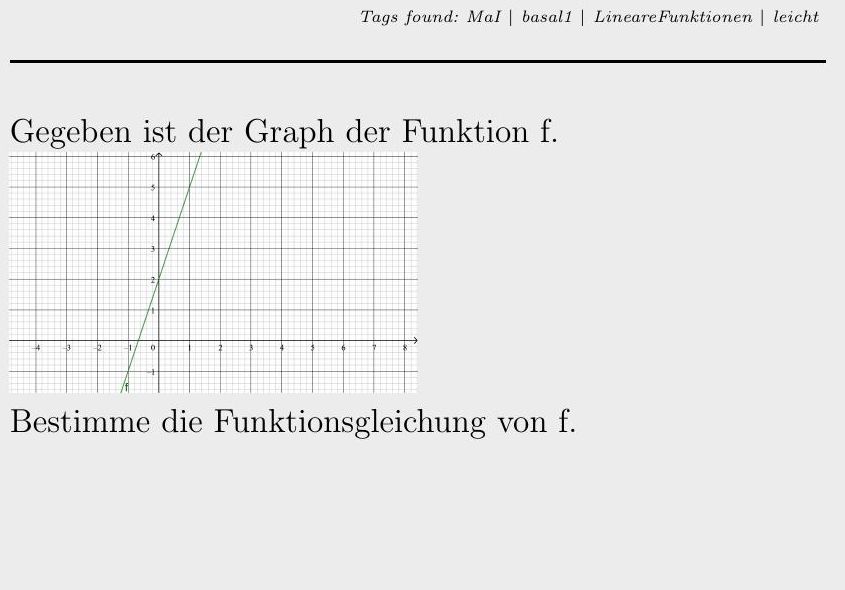 Tags found: MaI | basal1 | LineareFunktionen | leicht
Gegeben ist der Graph der Funktion f.
6
5
4
3
2
1
-4 -3 -2 -1 0 1 2 3 4 5 6 7 8
-1
f
Bestimme die Funktionsgleichung von f.